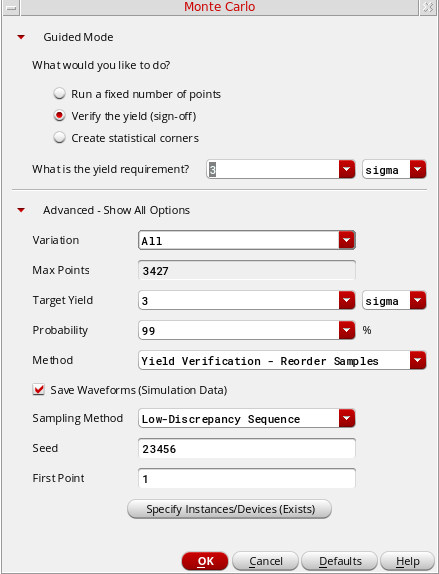 Monte Carlo
Guided Mode
What would you like to do?
Run a fixed number of points
Verify the yield (sign-off)
Create statistical corners
What is the yield requirement? 3 sigma
Advanced - Show All Options
Variation All
Max Points 3427
Target Yield 3 sigma
Probability 99 %
Method Yield Verification - Reorder Samples
Save Waveforms (Simulation Data)
Sampling Method Low-Discrepancy Sequence
Seed 23456
First Point 1
Specify Instances/Devices (Exists)
OK Cancel Defaults Help